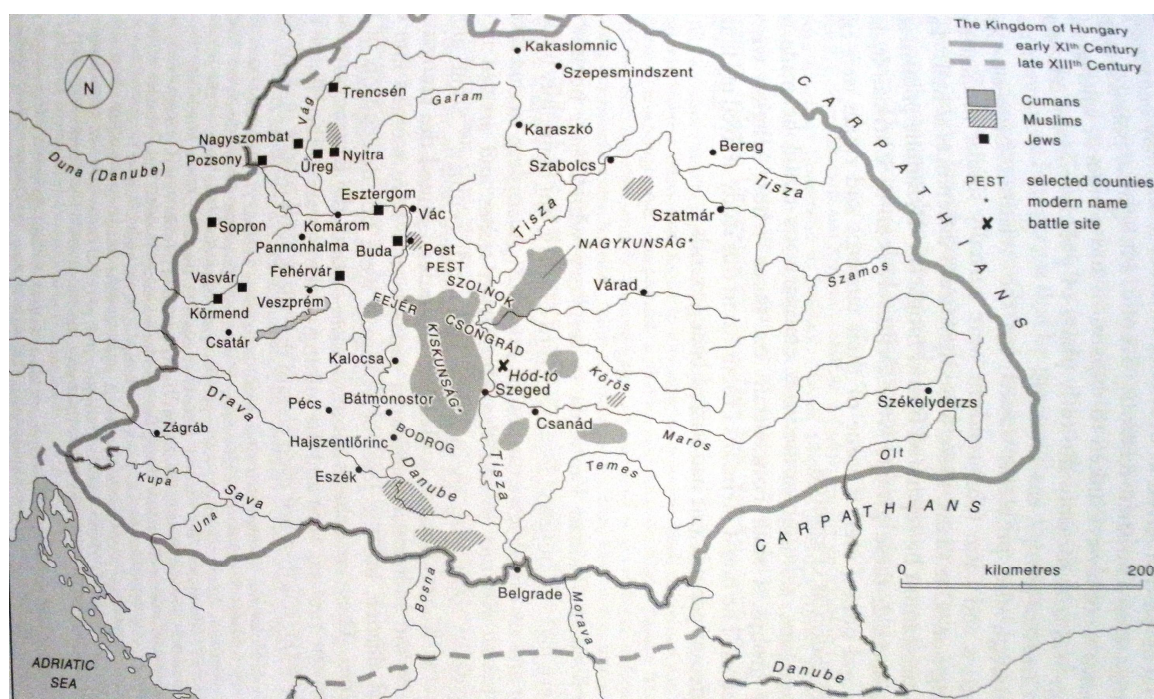 The Kingdom of Hungary
early XIth Century
late XIIIth Century
Cumans
Muslims
Jews
PEST selected counties
* modern name
battle site
N
Kakaslomnic
Szepesmindszent
Trencsén
Vág
Garam
CARPATHIANS
Nagyszombat
Pozsony
Üreg
Nyitra
Karaszkó
Szabolcs
Bereg
Tisza
Duna (Danube)
Esztergom
Vác
Komárom
Sopron
Pannonhalma
Buda
Pest
PEST
Tisza
Szatmár
NAGYKUNSÁG*
Szamos
Vasvár
Fehérvár
Veszprém
Körmend
Csatár
FEJÉR
SZOLNOK
Várad
CSONGRÁD
KISKUNSÁG*
Kalocsa
Hód-tó
Körös
Szeged
Székelyderzs
Drava
Pécs
Bátmonostor
Csanád
Maros
Zágráb
Hajszentlőrinc
BODROG
Olt
Kupa
Eszék
Danube
Tisza
Temes
Sava
Una
CARPATHIANS
Bosna
Belgrade
Morava
0 kilometres 200
ADRIATIC
SEA
Danube